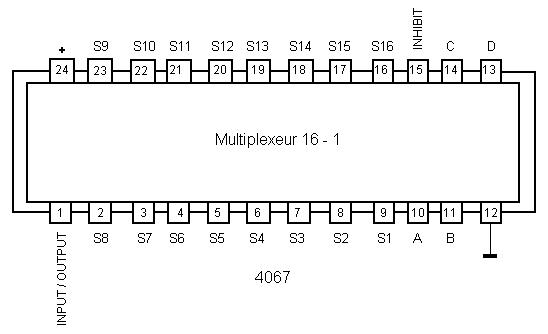 + S9 S10 S11 S12 S13 S14 S15 S16 INHIBIT C D
24 23 22 21 20 19 18 17 16 15 14 13
Multiplexeur 16 - 1
1 2 3 4 5 6 7 8 9 10 11 12
INPUT / OUTPUT S8 S7 S6 S5 S4 S3 S2 S1 A B
4067